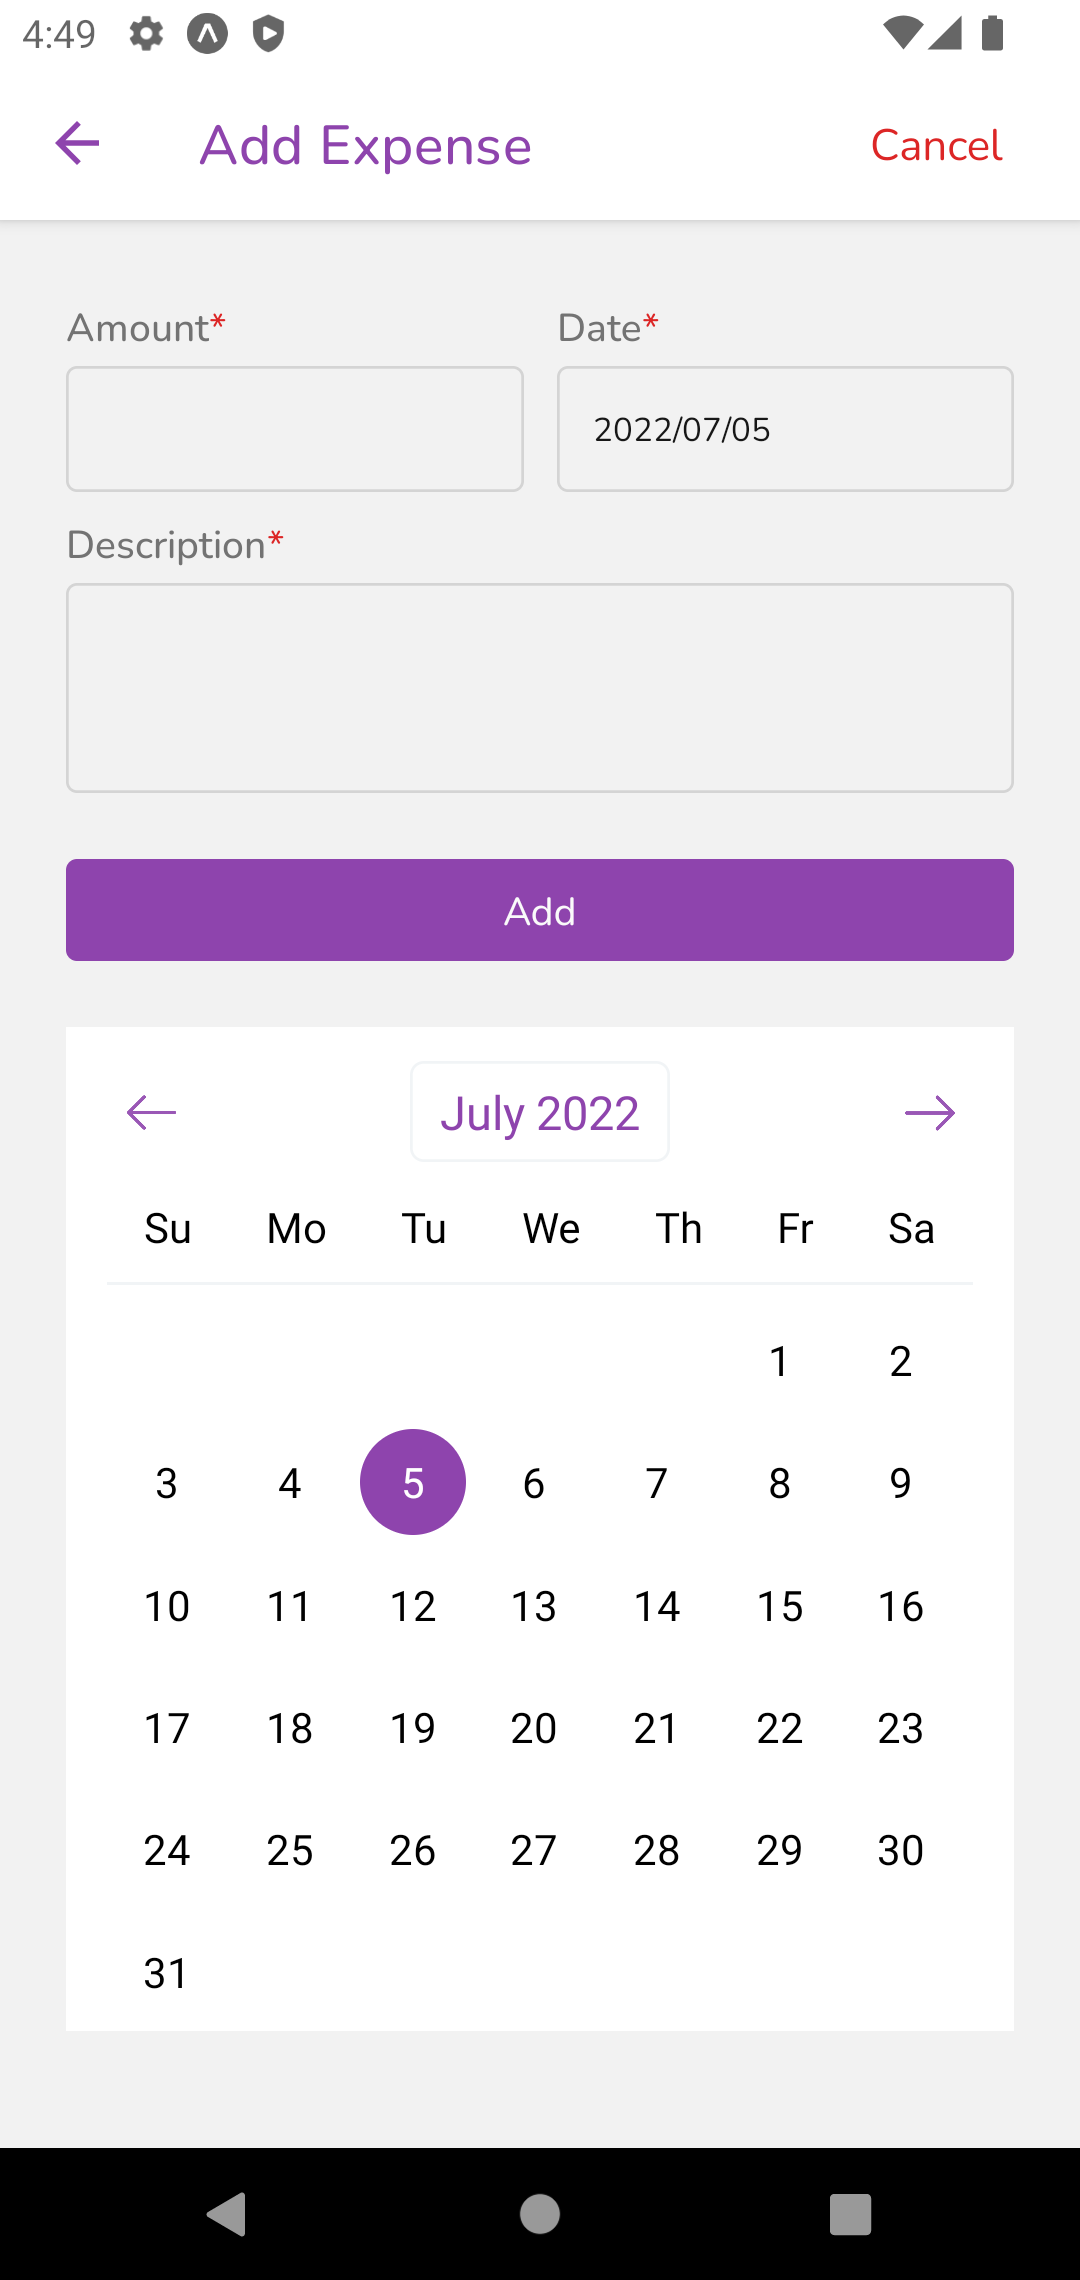 4:49
Add Expense Cancel
Amount* Date*
2022/07/05
Description*
Add
July 2022
Su Mo Tu We Th Fr Sa
1 2
3 4 5 6 7 8 9
10 11 12 13 14 15 16
17 18 19 20 21 22 23
24 25 26 27 28 29 30
31